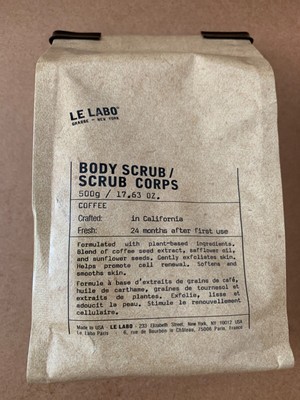 LE LABO®
GRASSE - NEW YORK
BODY SCRUB/
SCRUB CORPS
500g / 17.63 OZ.
COFFEE
Crafted: in California
Fresh: 24 months after first use
Formulated with plant-based ingredients.
Blend of coffee seed extract, safflower oil,
and sunflower seeds. Gently exfoliates skin.
Helps promote cell renewal. Softens and
smooths skin.
Formule à base d'extraits de grains de café,
huile de carthame, graines de tournesol et
extraits de plantes. Exfolie, lisse et
adoucit la peau. Stimule le renouvellement
cellulaire.
Made in USA - LE LABO - 233 Elizabeth Street, New York, NY 10012 USA
Le Labo Paris - 6, rue de Bourbon le Château, 75006 Paris, France